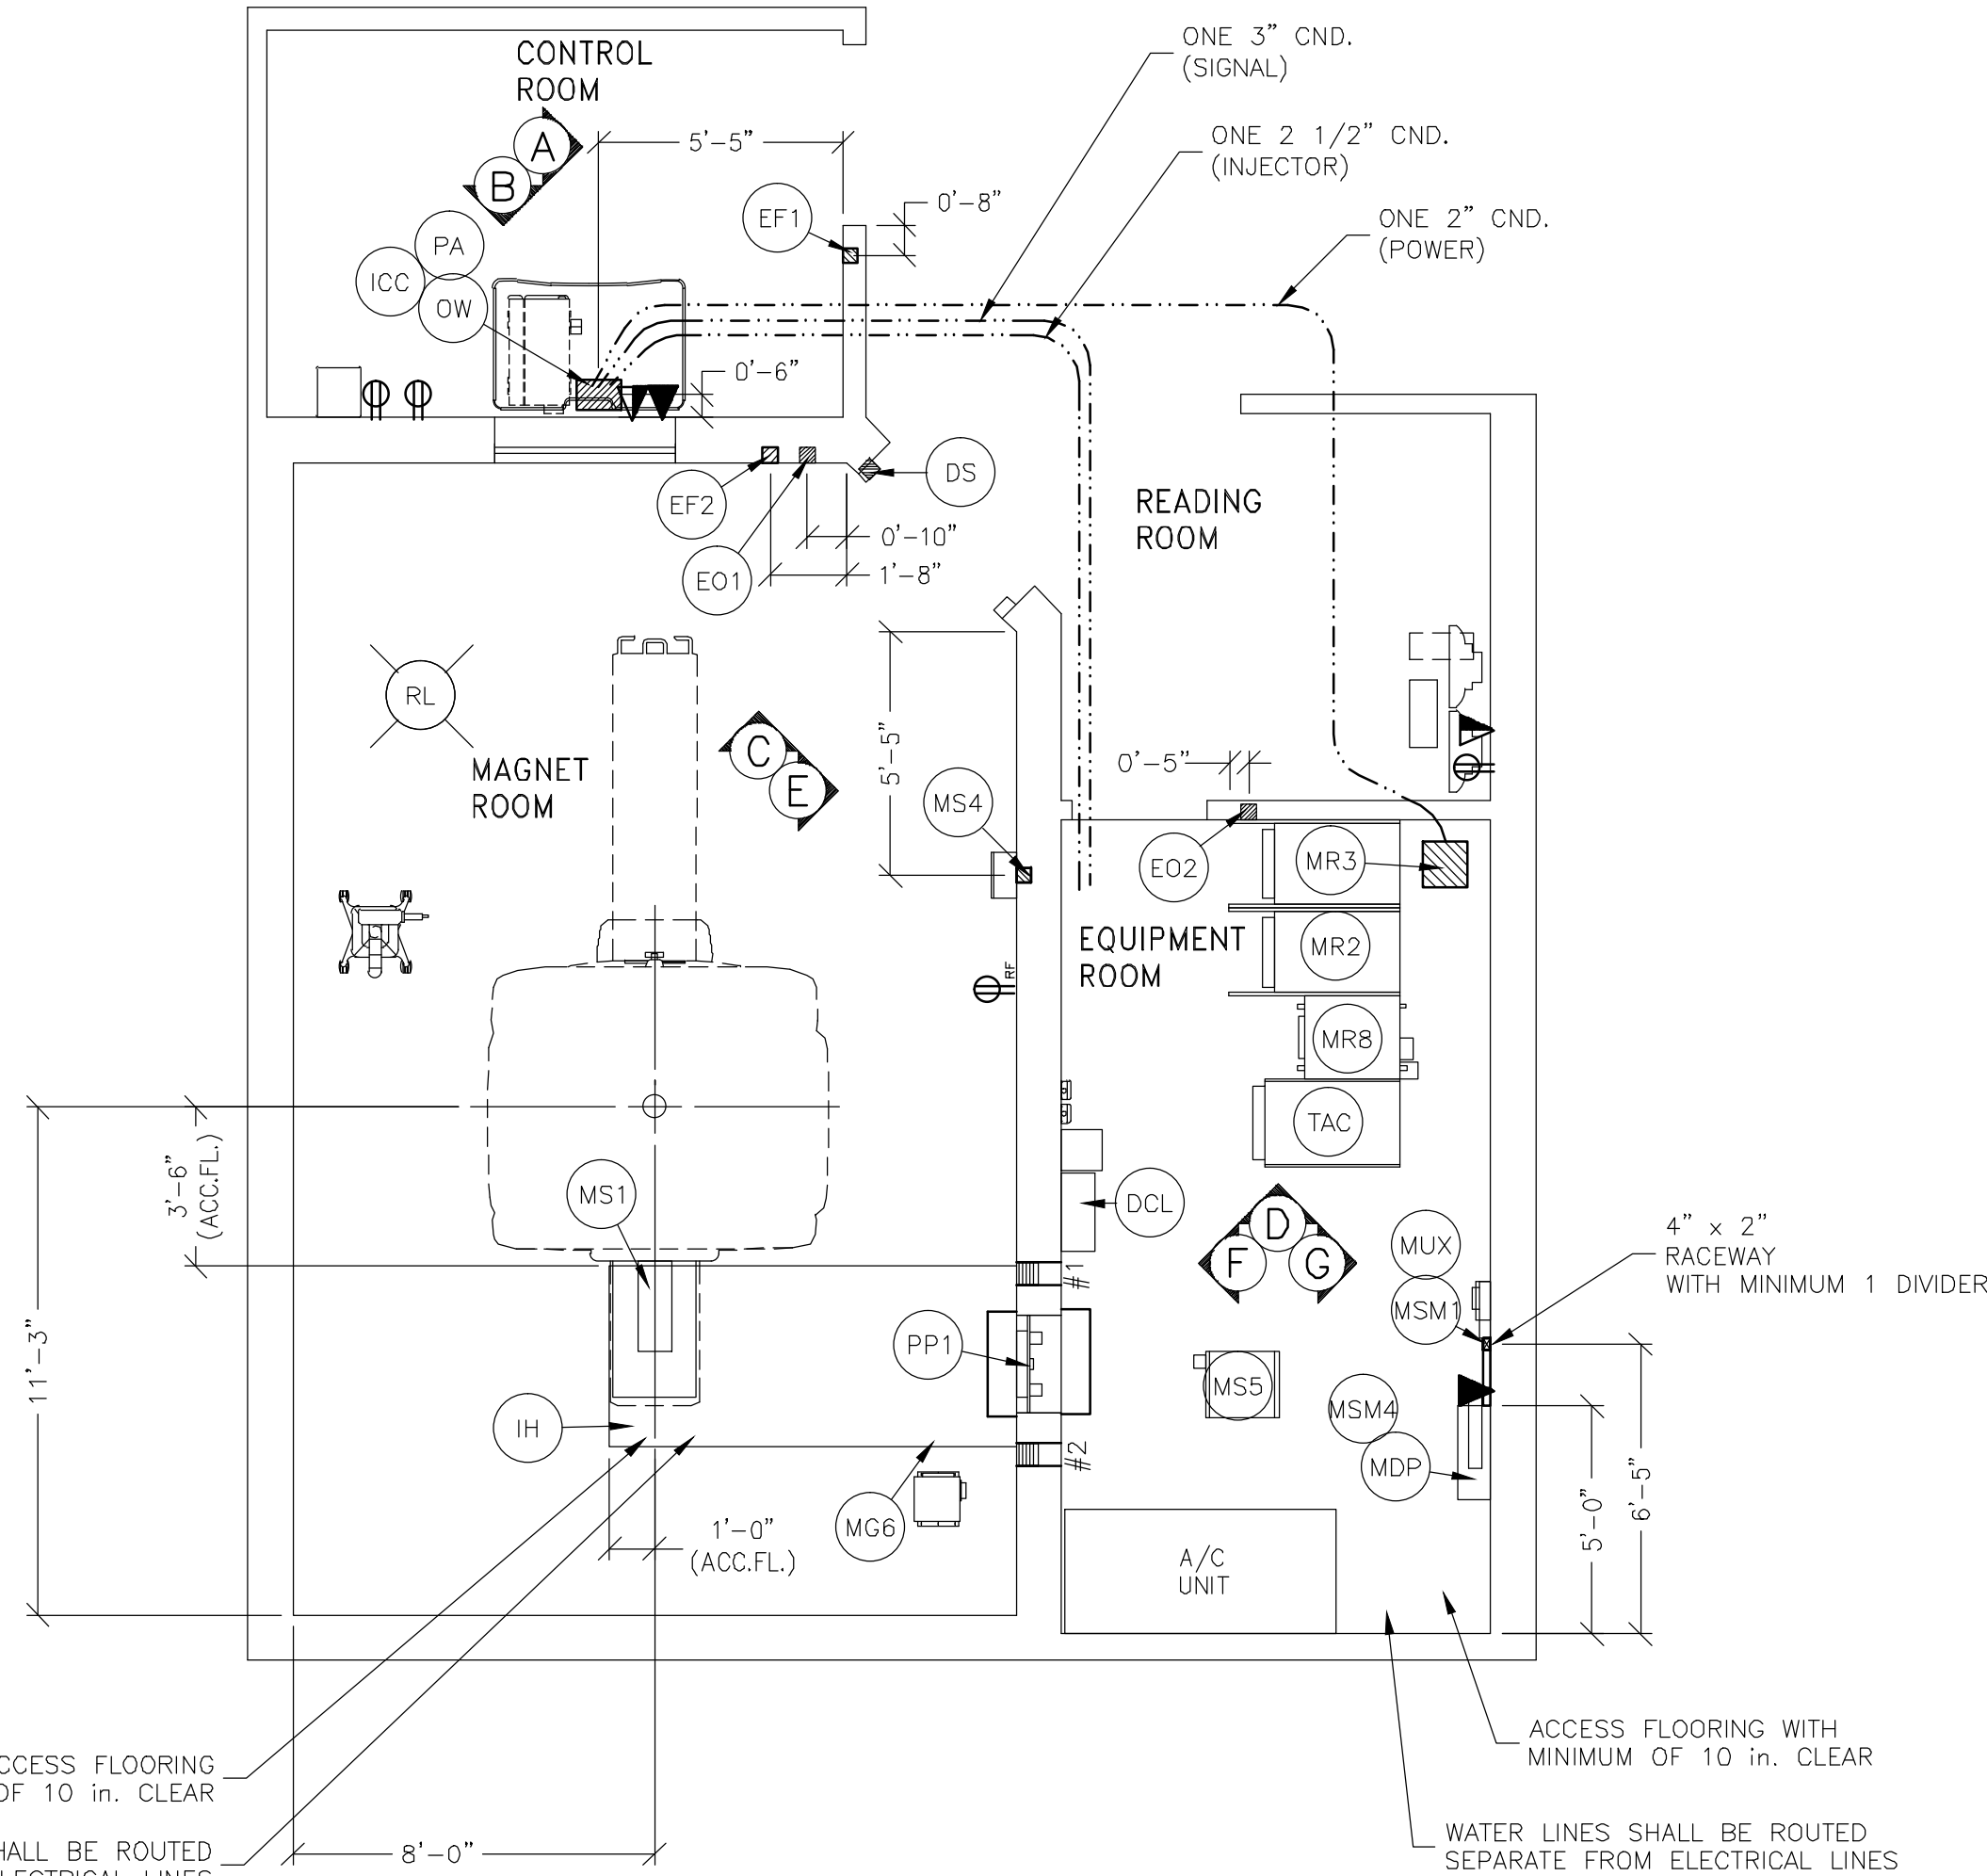 CONTROL
ROOM
ONE 3" CND.
(SIGNAL)
A
B
5'-5"
ONE 2 1/2" CND.
(INJECTOR)
EF1
0'-8"
ONE 2" CND.
(POWER)
PA
ICC
OW
0'-6"
EF2
DS
READING
ROOM
0'-10"
EO1
1'-8"
RL
MAGNET
ROOM
C
E
5'-5"
MS4
0'-5"
EO2
MR3
MR2
EQUIPMENT
ROOM
RF
MR8
TAC
3'-6"
(ACC.FL.)
MS1
DCL
D
F
G
MUX
MSM1
4" x 2"
RACEWAY
WITH MINIMUM 1 DIVIDER
#1
11'-3"
PP1
MS5
MSM4
IH
#2
MDP
6'-5"
5'-0"
MG6
1'-0"
(ACC.FL.)
A/C
UNIT
ACCESS FLOORING WITH
MINIMUM OF 10 in. CLEAR
FLOORING
OF 10 in. CLEAR
BE ROUTED
LINES
8'-0"
WATER LINES SHALL BE ROUTED
SEPARATE FROM ELECTRICAL LINES